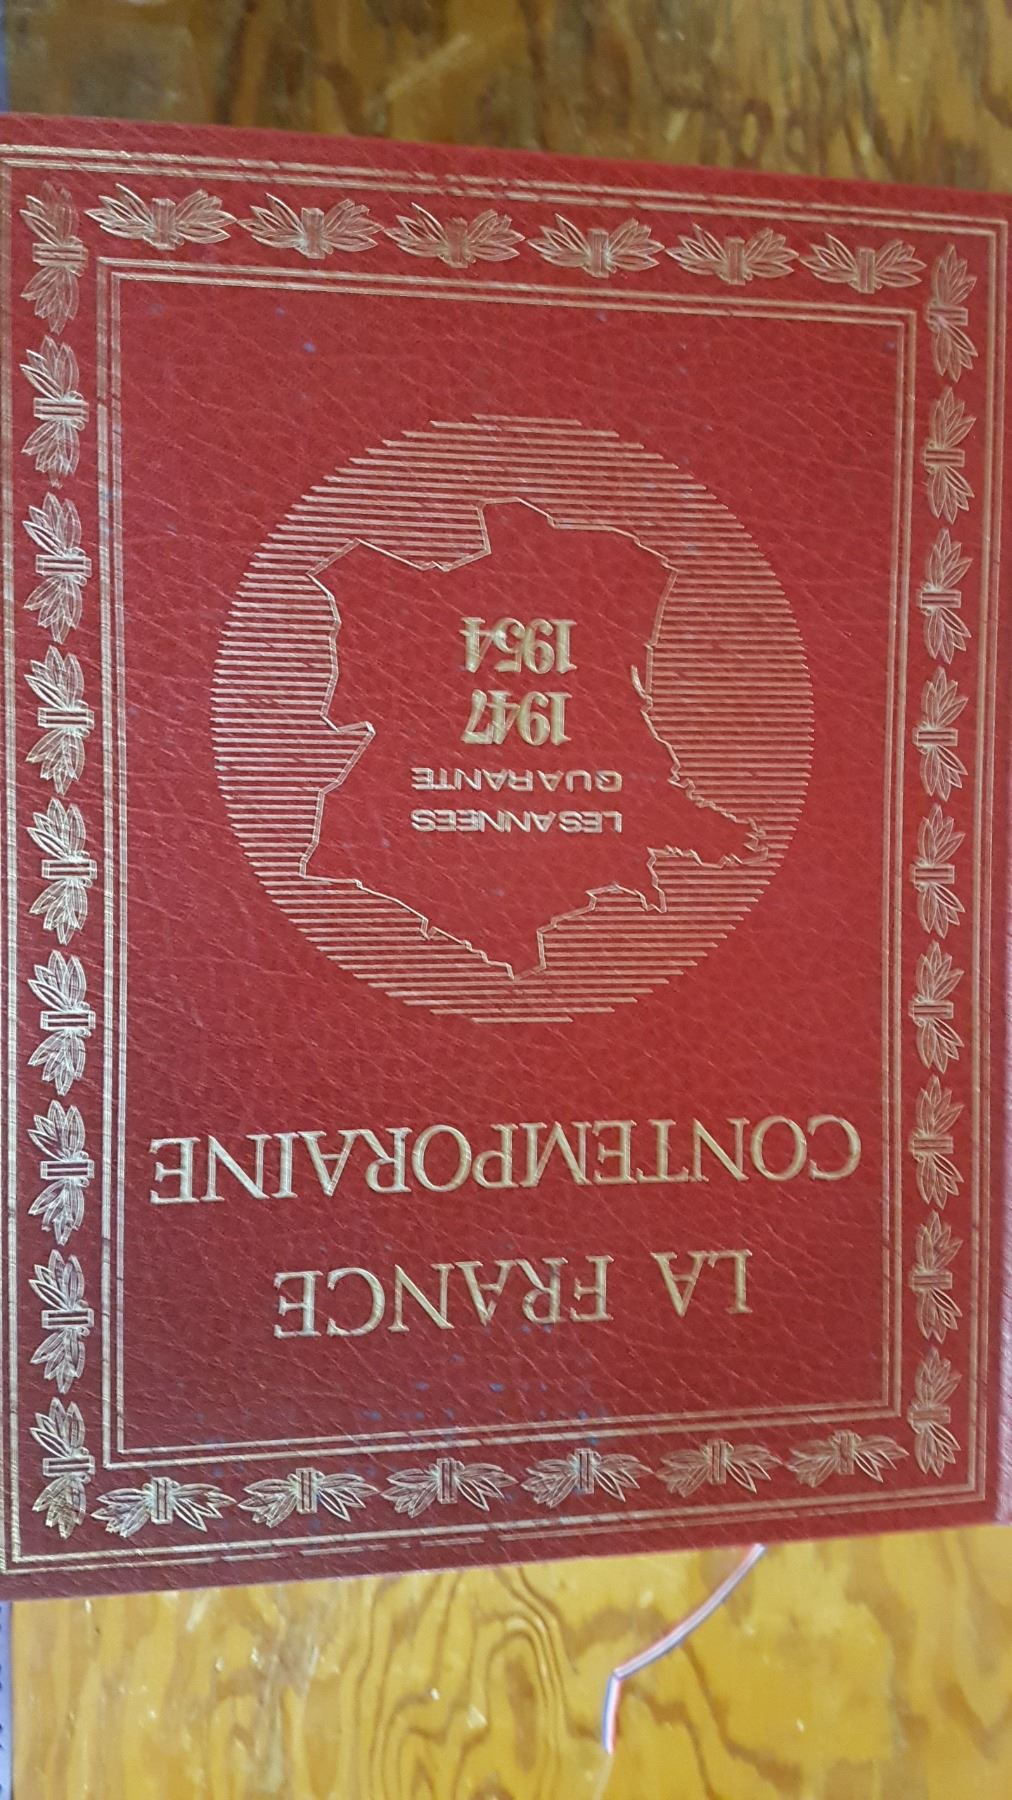 LA FRANCE
CONTEMPORAINE
LES ANNEES
QUARANTE
1947
1954